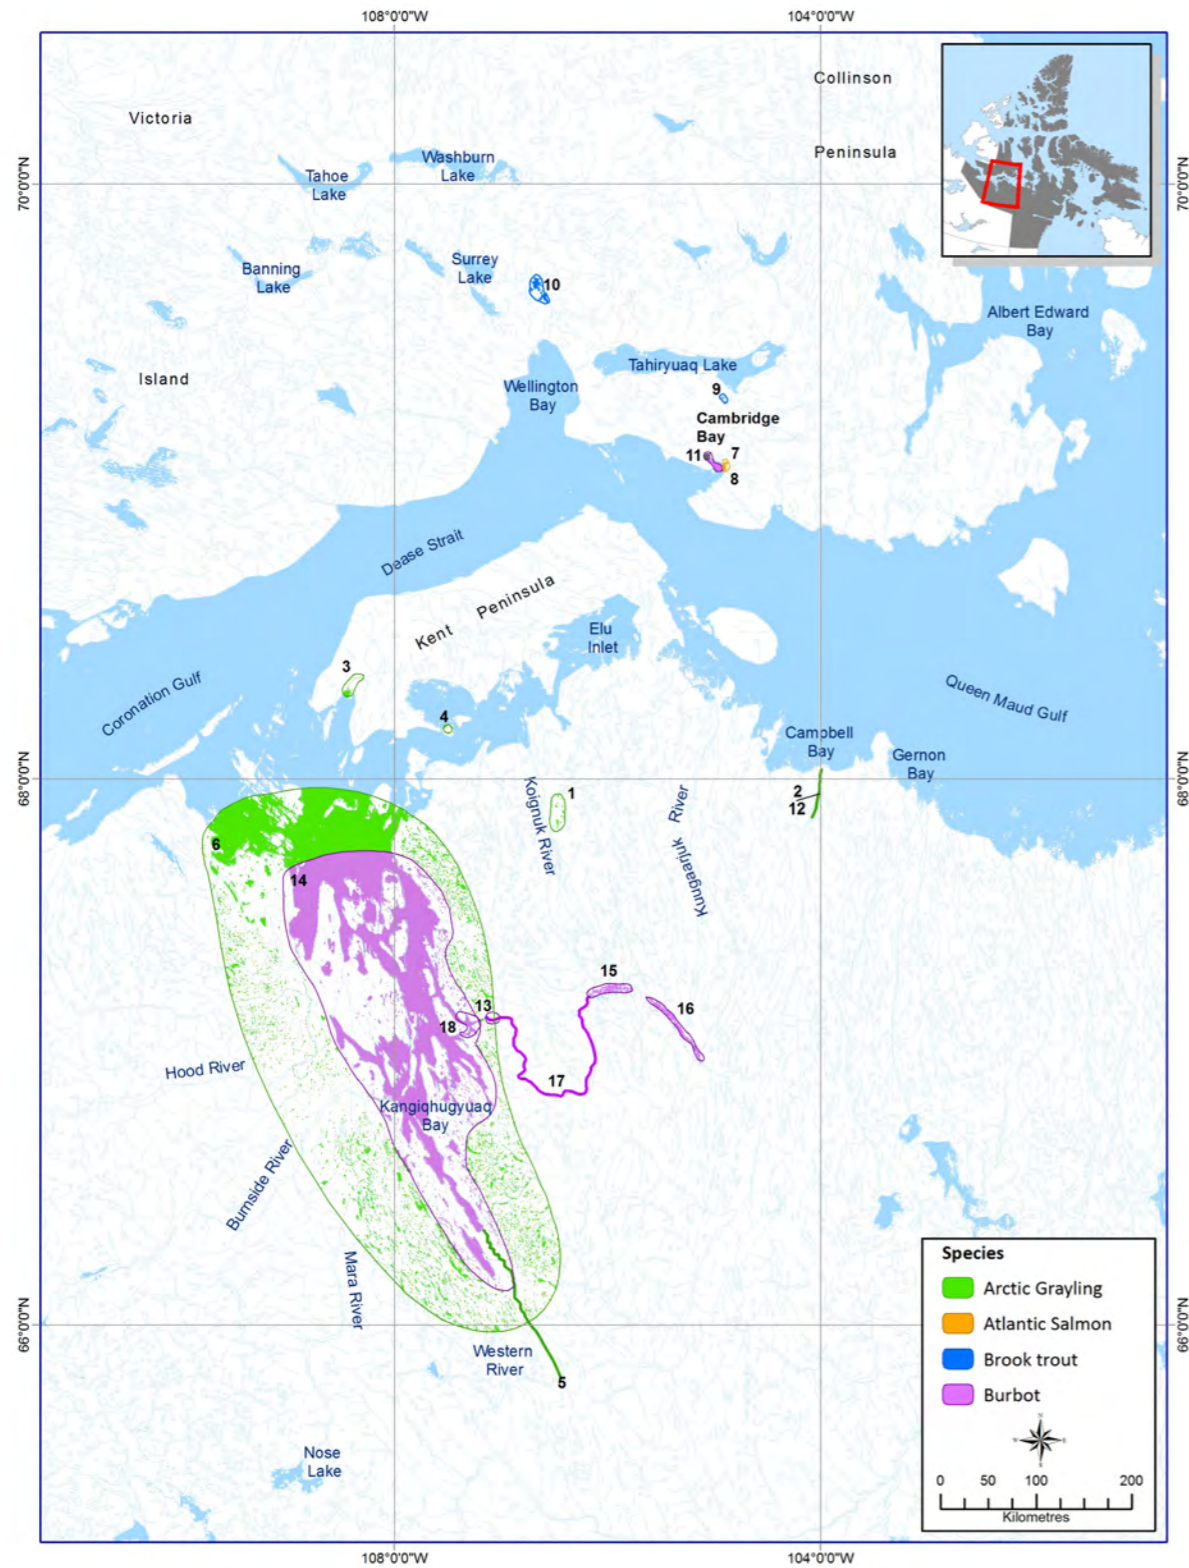 108°0'0"W
104°0'0"W
Collinson
Victoria
Peninsula
Washburn
Lake
Tahoe
Lake
70°0'0"N
70°0'0"N
Surrey
Lake
Banning
Lake
10
Albert Edward
Bay
Tahiryuaq Lake
Island
Wellington
Bay
9
Cambridge
Bay
11
7
8
Dease Strait
Kent Peninsula
Elu
Inlet
3
Coronation Gulf
Queen Maud Gulf
4
Campbell
Bay
Gernon
Bay
68°0'0"N
68°0'0"N
Koignuk River
1
Kuugaarjuk River
2
12
6
14
15
13
16
18
17
Hood River
Kangiqhugyuaq
Bay
Burnside River
Mara River
66°0'0"N
66°0'0"N
Western
River
5
Nose
Lake
Species
Arctic Grayling
Atlantic Salmon
Brook trout
Burbot
N
W
E
S
0 50 100 200
Kilometres
108°0'0"W
104°0'0"W